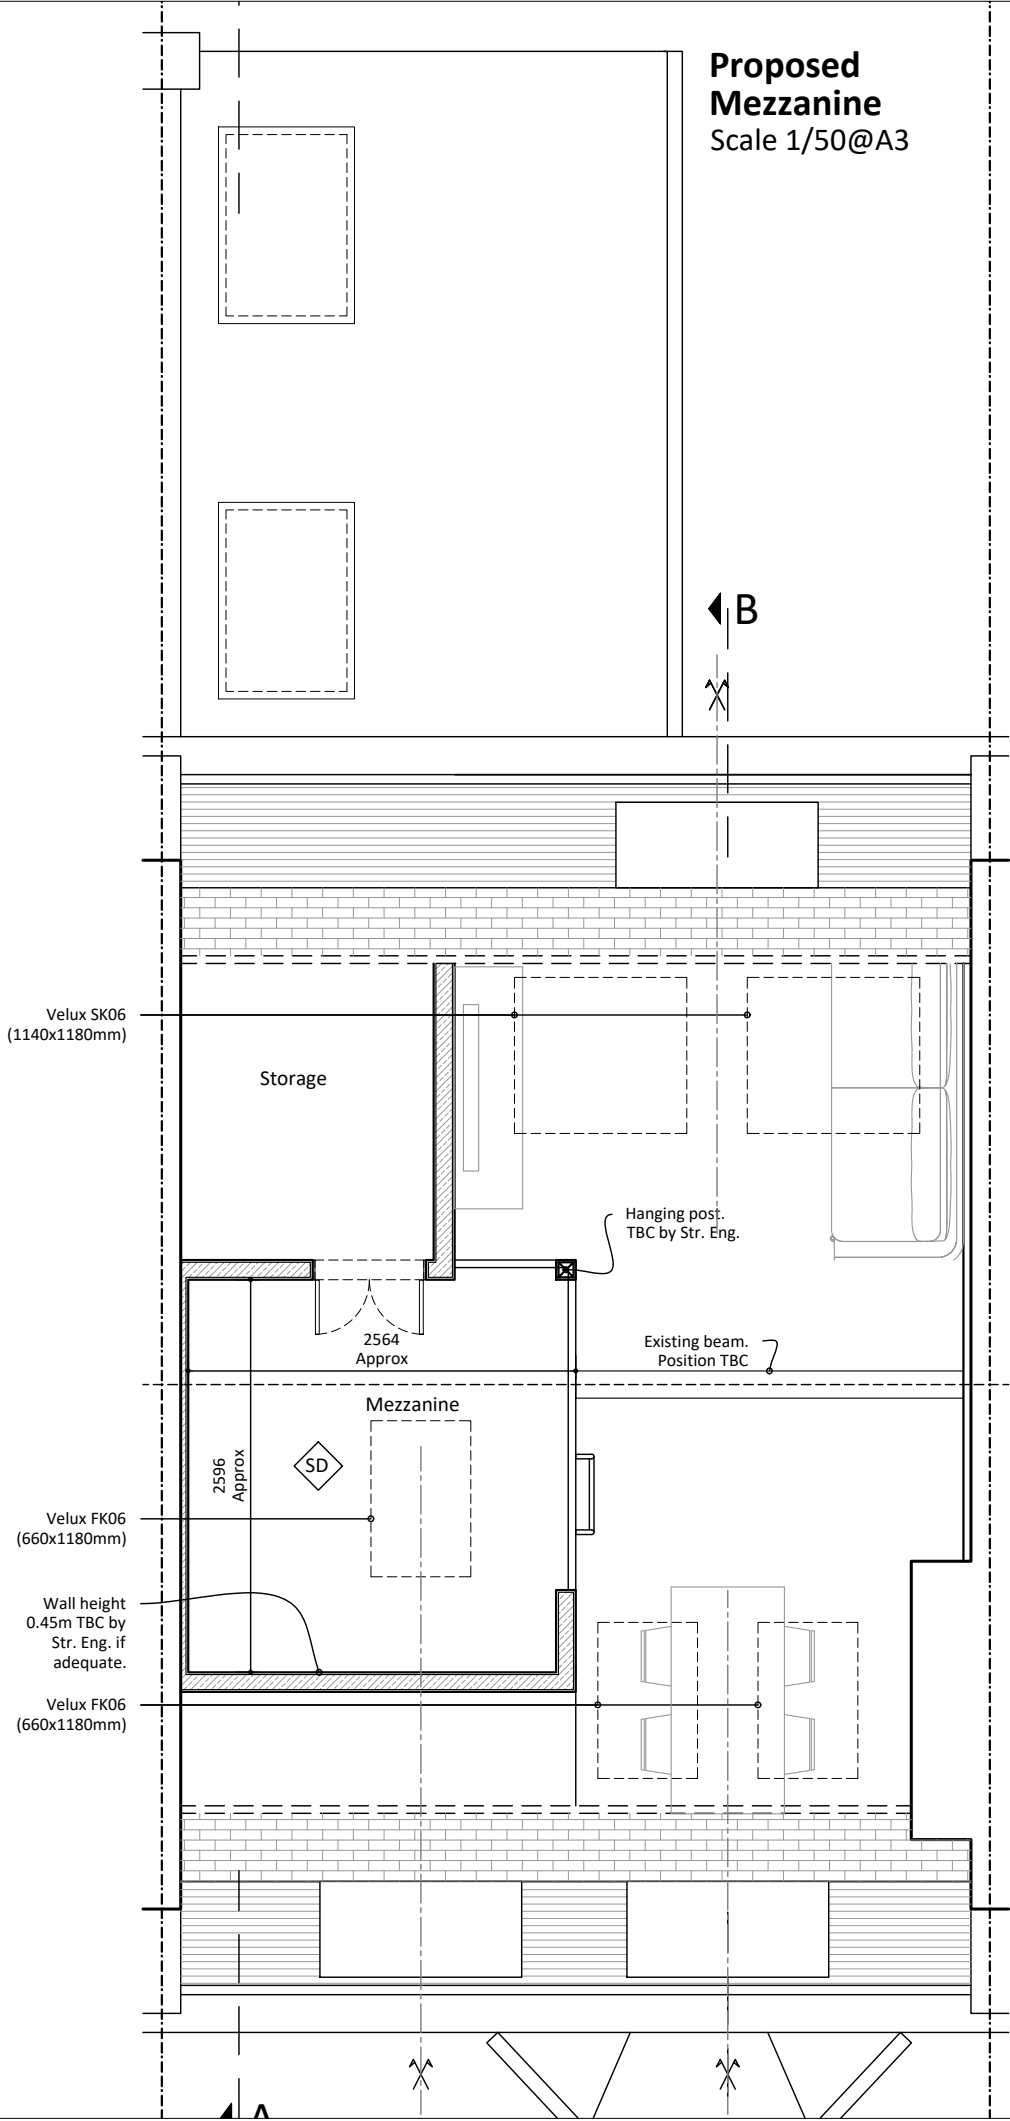 Proposed
Mezzanine
Scale 1/50@A3
B
Velux SK06
(1140x1180mm)
Storage
Hanging post.
TBC by Str. Eng.
2564
Approx
Existing beam.
Position TBC
Mezzanine
2596
Approx
SD
Velux FK06
(660x1180mm)
Wall height
0.45m TBC by
Str. Eng. if
adequate.
Velux FK06
(660x1180mm)
A